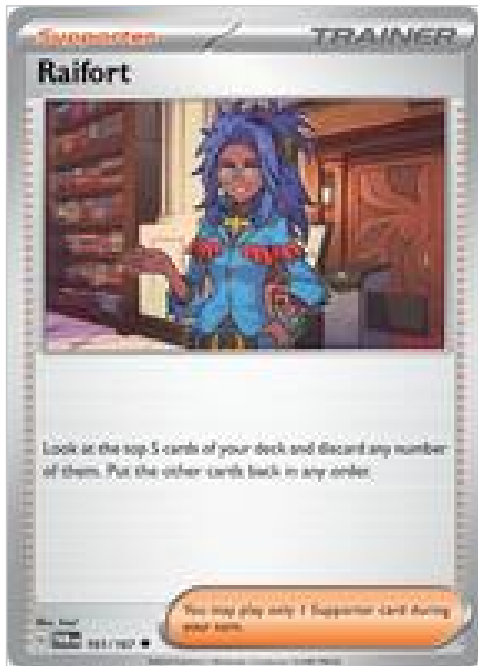 Supporter
TRAINER
Raifort
Look at the top 5 cards of your deck and discard any number
of them. Put the other cards back in any order.
You may play only 1 Supporter card during
your turn.